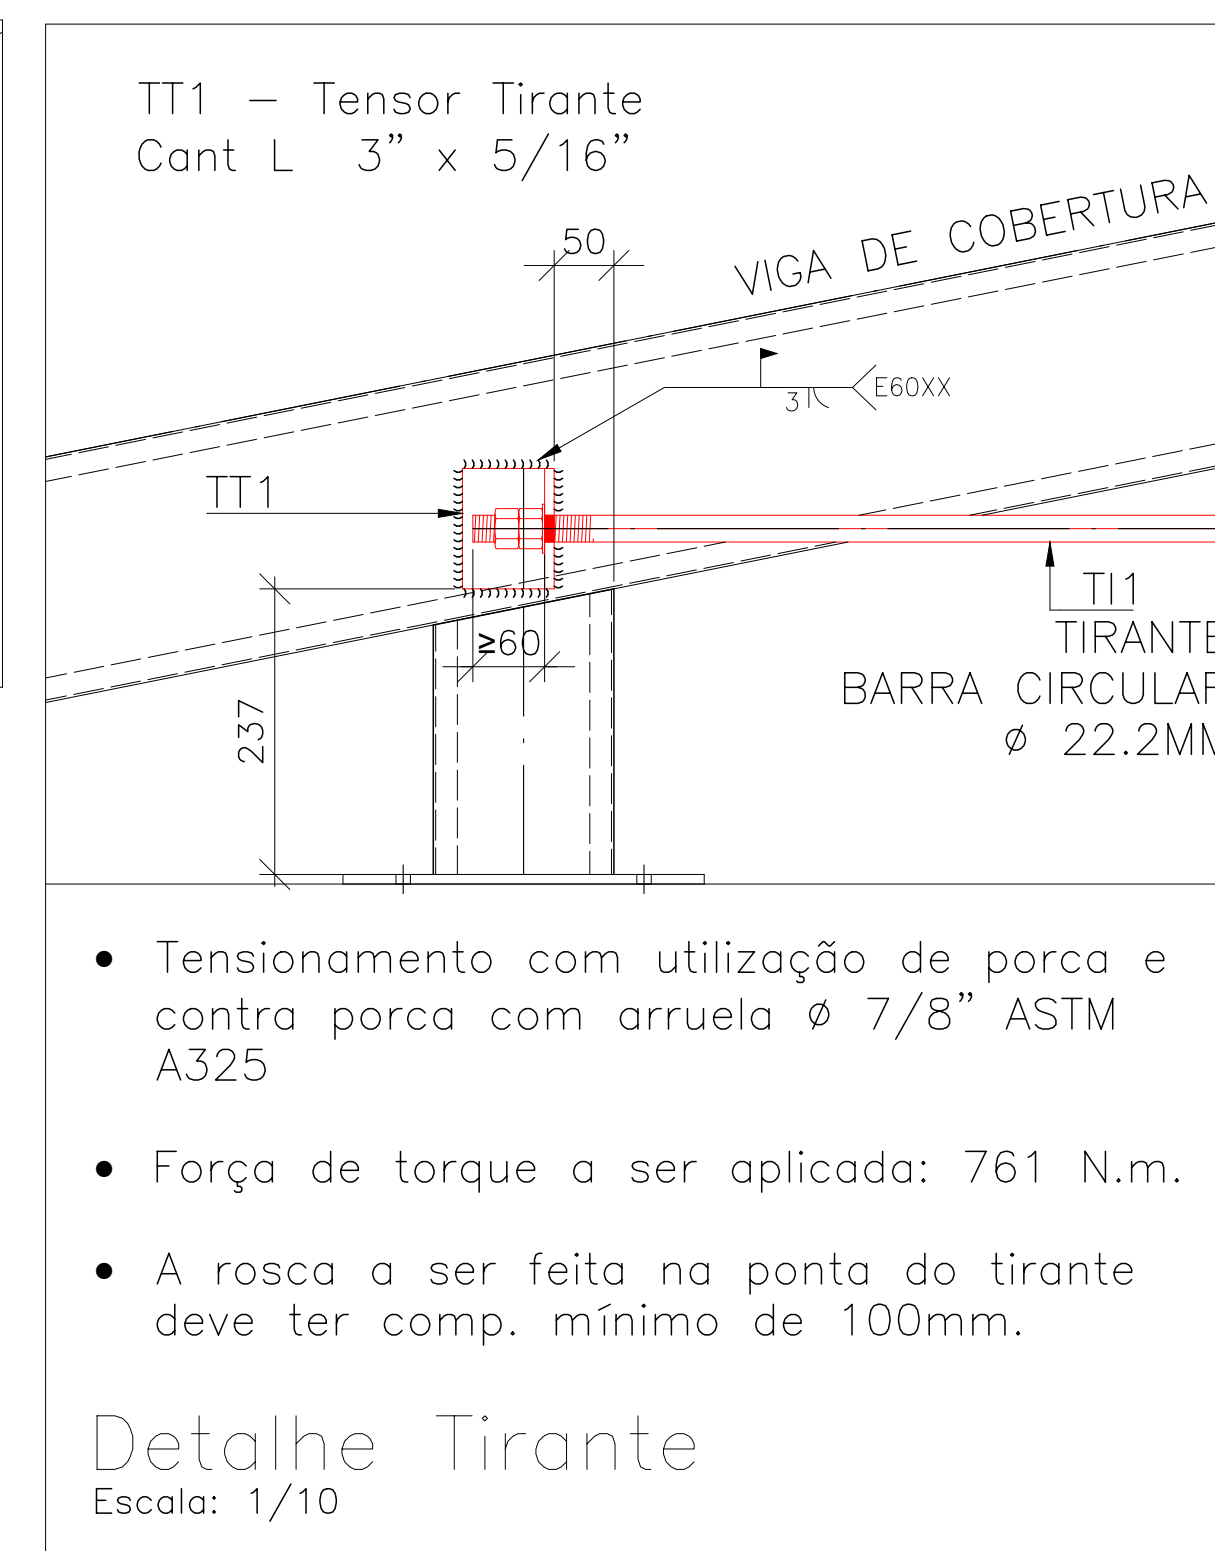 TT1 – Tensor Tirante
Cant L 3” x 5/16”
50
VIGA DE COBERTURA
3
E60XX
TT1
≥60
237
TI1
TIRANTE
BARRA CIRCULAR
ø 22.2MM
• Tensionamento com utilização de porca e
contra porca com arruela ø 7/8” ASTM
A325
• Força de torque a ser aplicada: 761 N.m.
• A rosca a ser feita na ponta do tirante
deve ter comp. mínimo de 100mm.
Detalhe Tirante
Escala: 1/10